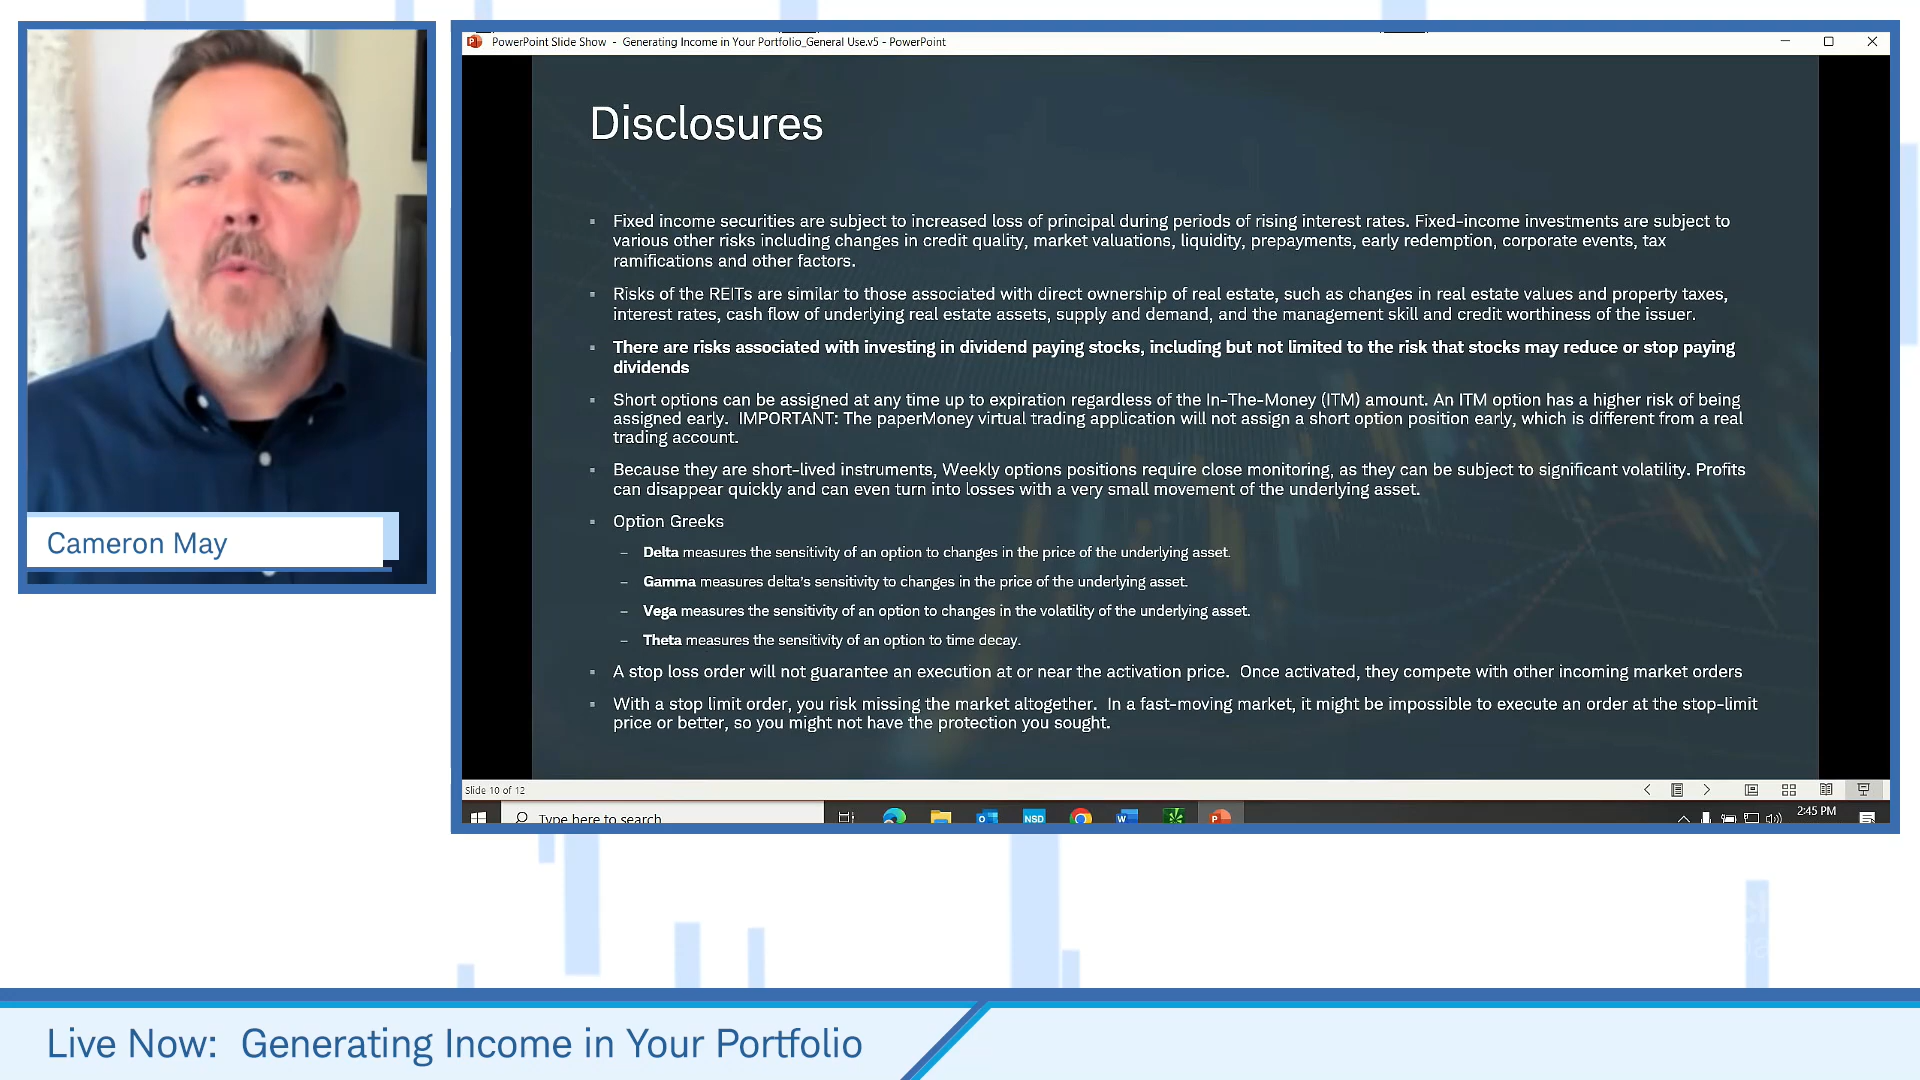 PowerPoint Slide Show - Generating Income in Your Portfolio_General Use.v5 - PowerPoint
Disclosures
Fixed income securities are subject to increased loss of principal during periods of rising interest rates. Fixed-income investments are subject to
various other risks including changes in credit quality, market valuations, liquidity, prepayments, early redemption, corporate events, tax
ramifications and other factors.
Risks of the REITs are similar to those associated with direct ownership of real estate, such as changes in real estate values and property taxes,
interest rates, cash flow of underlying real estate assets, supply and demand, and the management skill and credit worthiness of the issuer.
There are risks associated with investing in dividend paying stocks, including but not limited to the risk that stocks may reduce or stop paying
dividends
Short options can be assigned at any time up to expiration regardless of the In-The-Money (ITM) amount. An ITM option has a higher risk of being
assigned early. IMPORTANT: The paperMoney virtual trading application will not assign a short option position early, which is different from a real
trading account.
Because they are short-lived instruments, Weekly options positions require close monitoring, as they can be subject to significant volatility. Profits
can disappear quickly and can even turn into losses with a very small movement of the underlying asset.
Option Greeks
– Delta measures the sensitivity of an option to changes in the price of the underlying asset.
– Gamma measures delta's sensitivity to changes in the price of the underlying asset.
– Vega measures the sensitivity of an option to changes in the volatility of the underlying asset.
– Theta measures the sensitivity of an option to time decay.
A stop loss order will not guarantee an execution at or near the activation price. Once activated, they compete with other incoming market orders
With a stop limit order, you risk missing the market altogether. In a fast-moving market, it might be impossible to execute an order at the stop-limit
price or better, so you might not have the protection you sought.
Slide 10 of 12
Type here to search
NSD
2:45 PM
Cameron May
Live Now: Generating Income in Your Portfolio